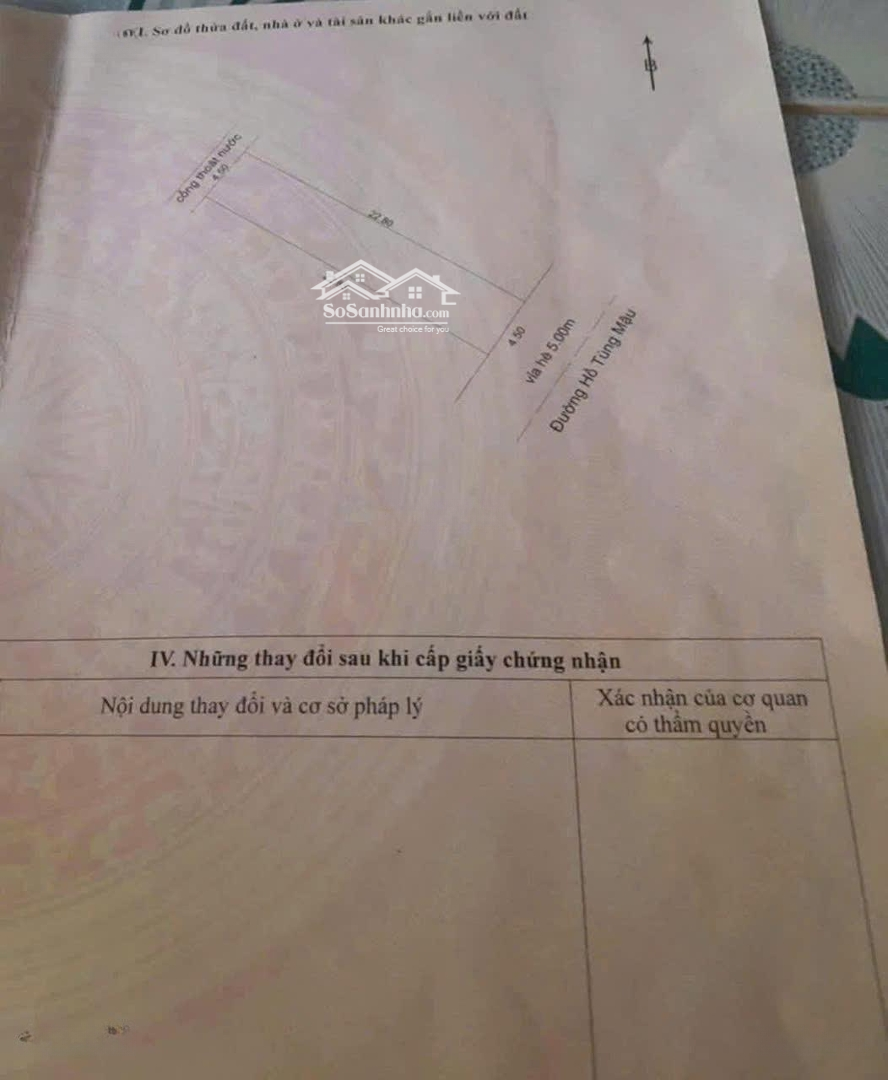 III. Sơ đồ thửa đất, nhà ở và tài sản khác gắn liền với đất
B
cống thoát nước
4.50
22.80
SoSanhnha.com
Great choice for you
4.50
vỉa hè 5.00m
Đường Hồ Tùng Mậu
IV. Những thay đổi sau khi cấp giấy chứng nhận
Nội dung thay đổi và cơ sở pháp lý
Xác nhận của cơ quan
có thẩm quyền